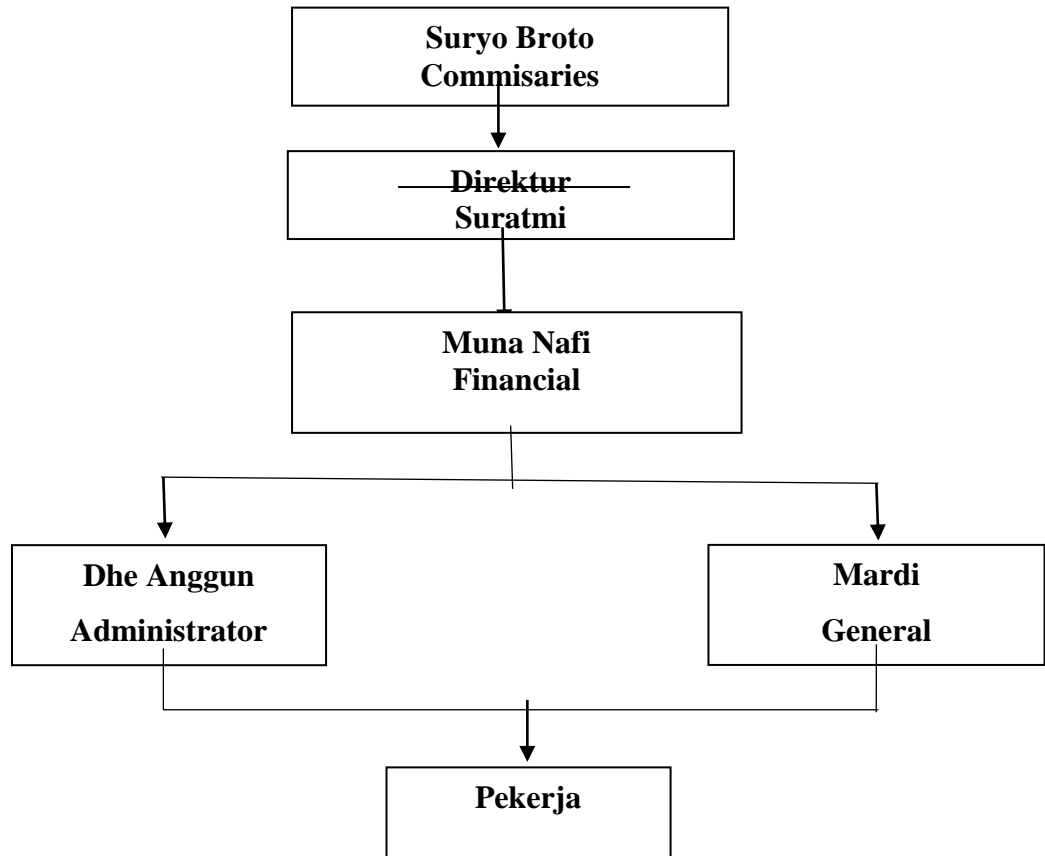 Suryo Broto
Commisaries
Direktur
Suratmi
Muna Nafi
Financial
Dhe Anggun
Administrator
Mardi
General
Pekerja